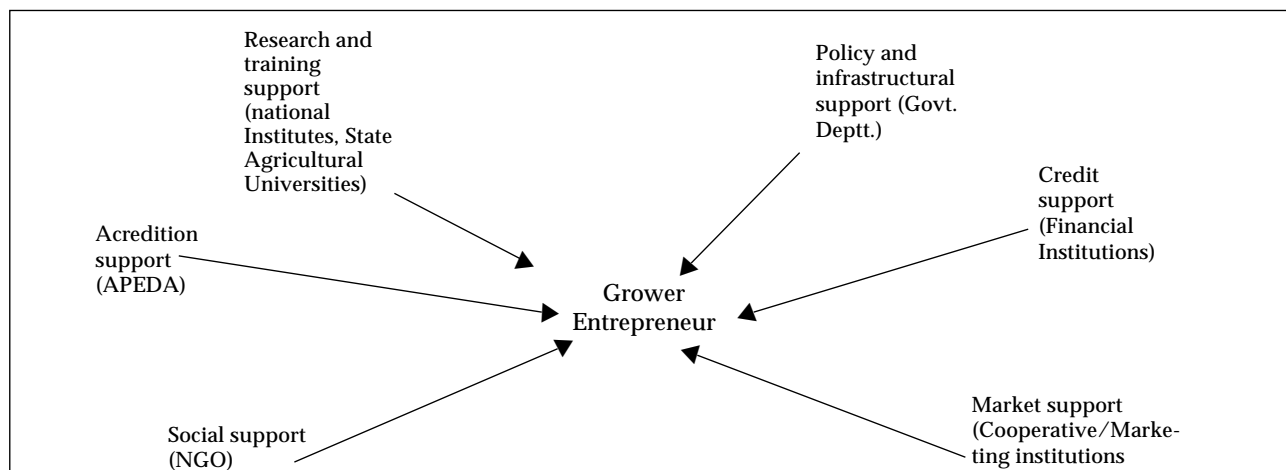 Research and
training
support
(national
Institutes, State
Agricultural
Universities)
Policy and
infrastructural
support (Govt.
Deptt.)
Credit
support
(Financial
Institutions)
Acredition
support
(APEDA)
Grower
Entrepreneur
Social support
(NGO)
Market support
(Cooperative/Marke-
ting institutions